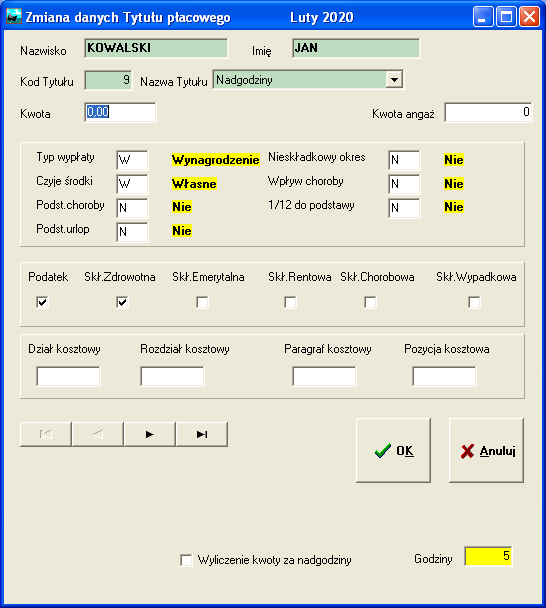 Zmiana danych Tytułu płacowego Luty 2020
Nazwisko KOWALSKI Imię JAN
Kod Tytułu 9 Nazwa Tytułu Nadgodziny
Kwota 0,00 Kwota angaż 0
Typ wypłaty W Wynagrodzenie Nieskładkowy okres N Nie
Czyje środki W Własne Wpływ choroby N Nie
Podst.choroby N Nie 1/12 do podstawy N Nie
Podst.urlop N Nie
Podatek Skł.Zdrowotna Skł.Emerytalna Skł.Rentowa Skł.Chorobowa Skł.Wypadkowa
Dział kosztowy Rozdział kosztowy Paragraf kosztowy Pozycja kosztowa
OK Anuluj
Wyliczenie kwoty za nadgodziny Godziny 5